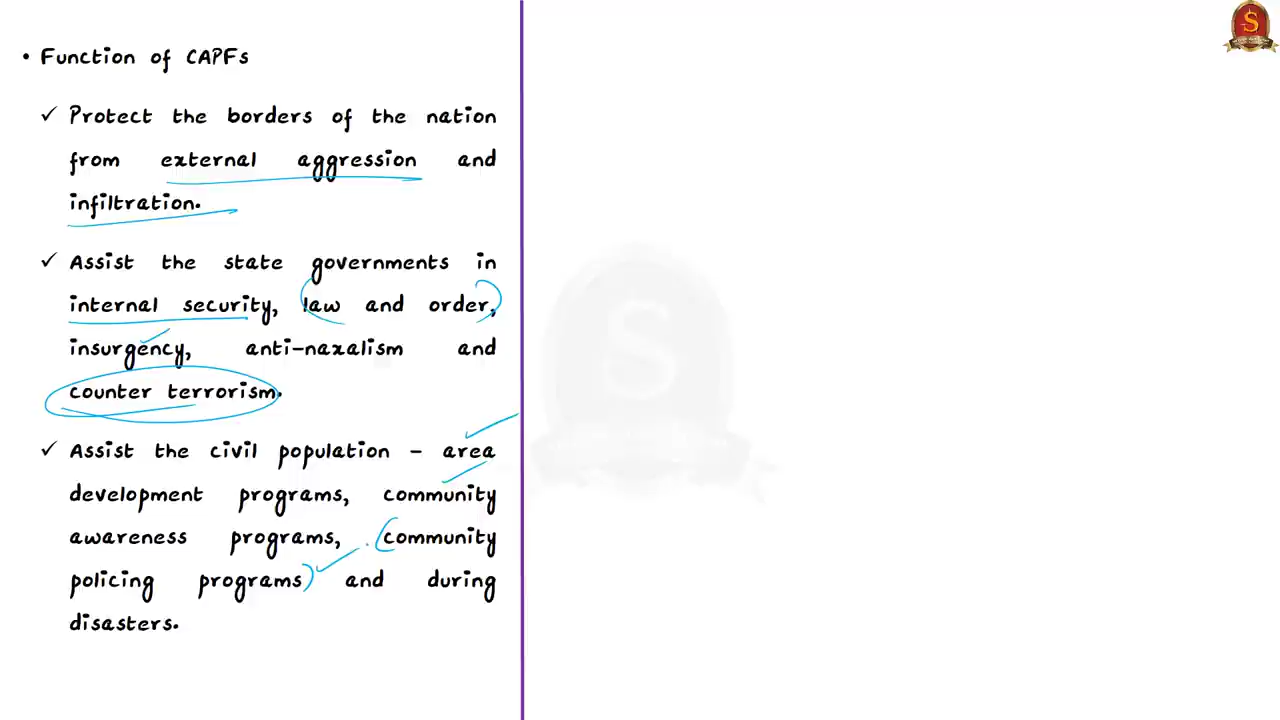 • Function of CAPFs
✓ Protect the borders of the nation
from external aggression and
infiltration.
✓ Assist the state governments in
internal security, law and order,
insurgency, anti-naxalism and
counter terrorism.
✓ Assist the civil population - area
development programs, community
awareness programs, community
policing programs and during
disasters.
S
S